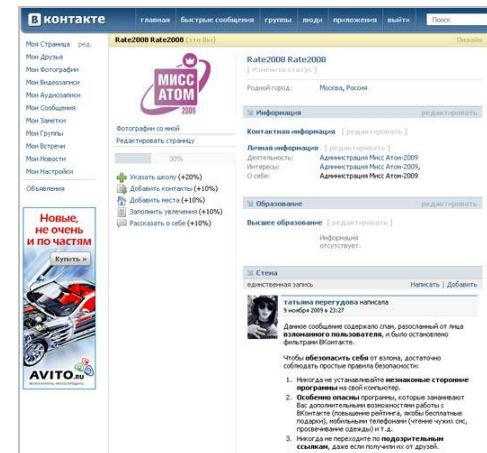 В контакте
главная быстрые сообщения группы люди приложения выйти Поиск
Rate2008 Rate2008 (это Вы) Онлайн
Моя Страница ред.
Мои Друзья
Мои Фотографии
Мои Видеозаписи
Мои Аудиозаписи
Мои Сообщения
Мои Заметки
Мои Группы
Мои Встречи
Мои Новости
Мои Настройки
Объявления
Новые,
не очень
и по частям
Купить »
AVITO.ru
МИСС
АТОМ
2009
Фотографии со мной
Редактировать страницу
30%
Указать школу (+20%)
Добавить контакты (+10%)
Добавить места (+10%)
Заполнить увлечения (+10%)
Рассказать о себе (+10%)
Rate2008 Rate2008
[ Изменить статус ]
Родной город: Москва, Россия
Информация редактировать
Контактная информация [ редактировать ]
Личная информация [ редактировать ]
Деятельность: Администрация Мисс Атом-2009
Интересы: Администрация Мисс Атом-2009,
О себе: Администрация Мисс Атом-2009
Образование редактировать
Высшее образование [ редактировать ]
Информация
отсутствует.
Стена
единственная запись Написать | Добавить
татьяна перегудова написала
9 ноября 2009 в 23:27
Данное сообщение содержало спам, разосланный от лица
взломанного пользователя, и было остановлено
фильтрами ВКонтакте.
Чтобы обезопасить себя от взлома, достаточно
соблюдать простые правила безопасности:
1. Никогда не устанавливайте незнакомые сторонние
программы на свой компьютер.
2. Особенно опасны программы, которые заманивают
Вас дополнительными возможностями работы с
ВКонтакте (повышение рейтинга, якобы бесплатные
подарки), мобильными телефонами (чтение чужих смс,
просвечивание одежды) и т.д.
3. Никогда не переходите по подозрительным
ссылкам, даже если получили их от друзей.